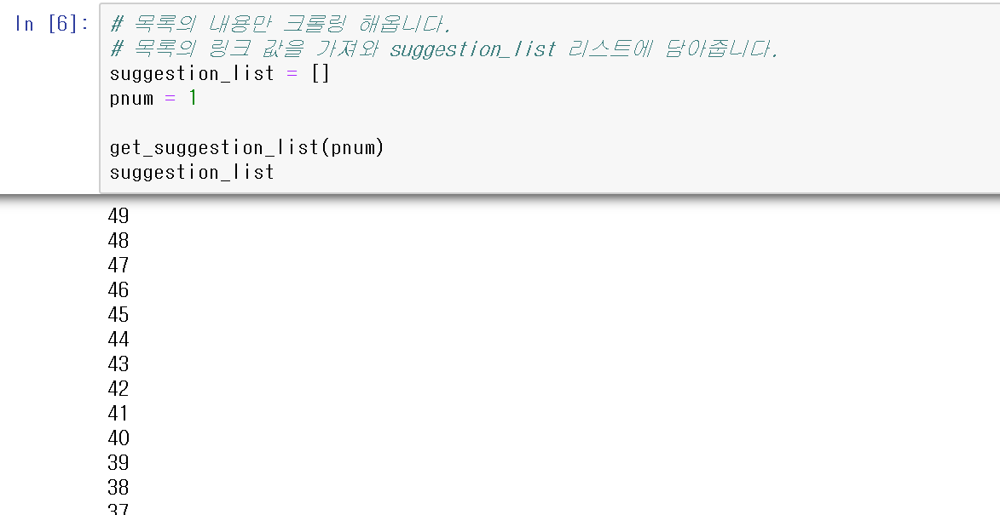 In [6]:
# 목록의 내용만 크롤링 해옵니다.
# 목록의 링크 값을 가져와 suggestion_list 리스트에 담아줍니다.
suggestion_list = []
pnum = 1
get_suggestion_list(pnum)
suggestion_list
49
48
47
46
45
44
43
42
41
40
39
38
37